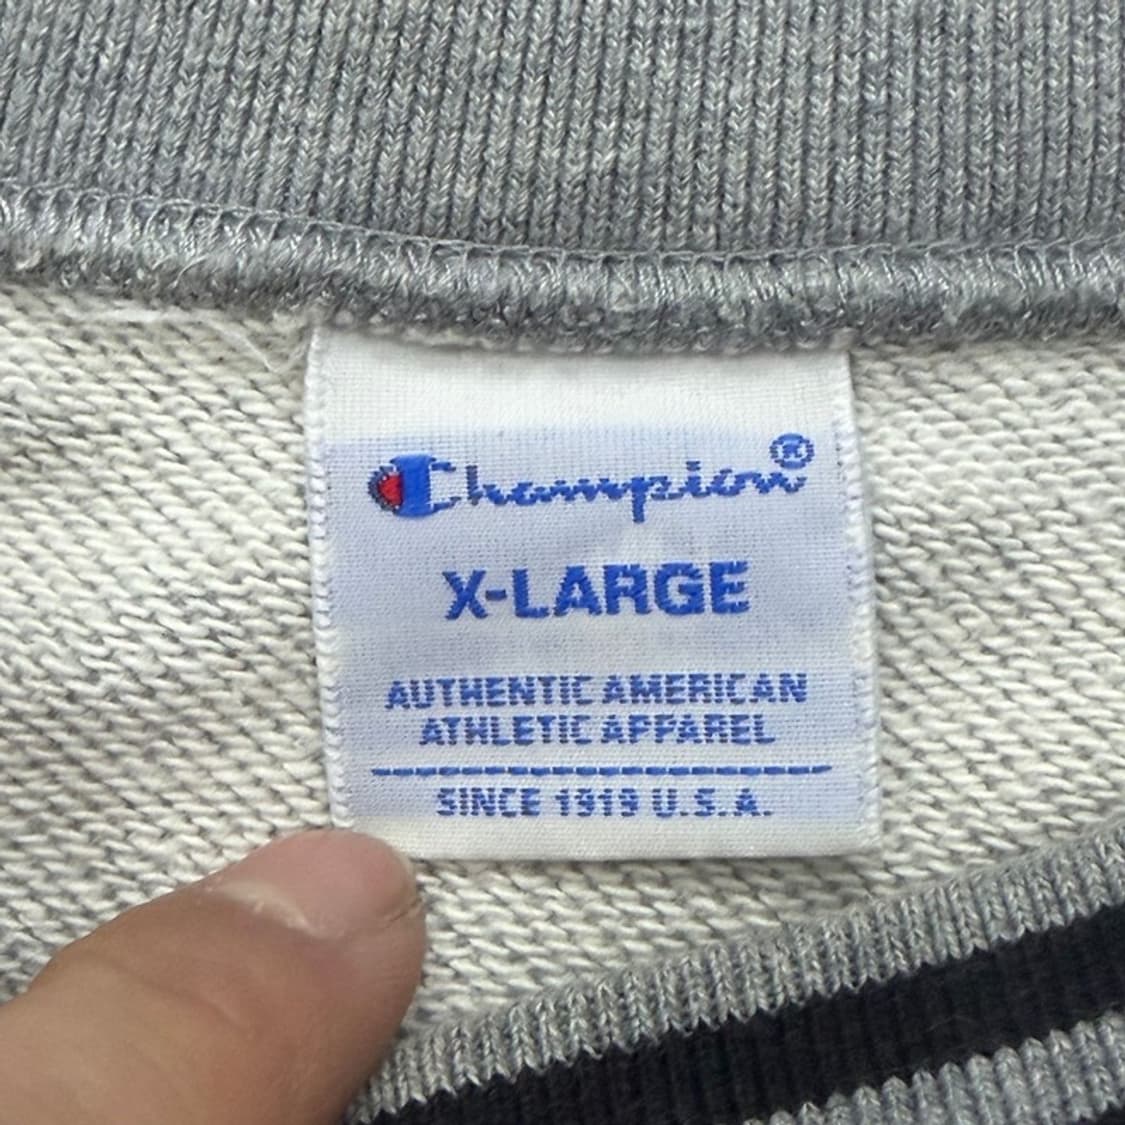 Champion®
X-LARGE
AUTHENTIC AMERICAN
ATHLETIC APPAREL
SINCE 1919 U.S.A.